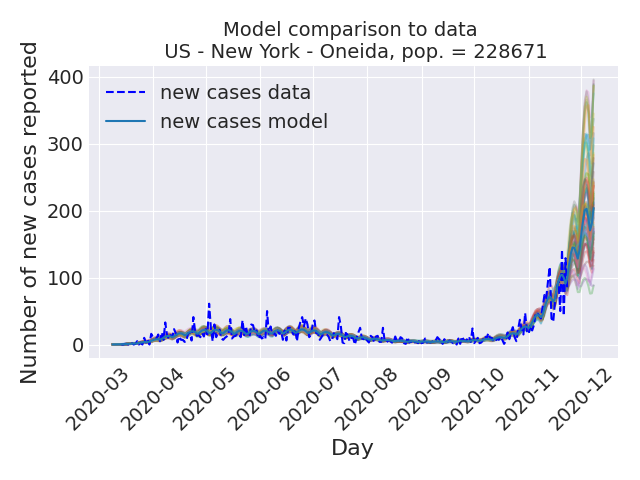 Model comparison to data
US - New York - Oneida, pop. = 228671
Number of new cases reported
400
300
200
100
0
new cases data
new cases model
2020-03
2020-04
2020-05
2020-06
2020-07
2020-08
2020-09
2020-10
2020-11
2020-12
Day